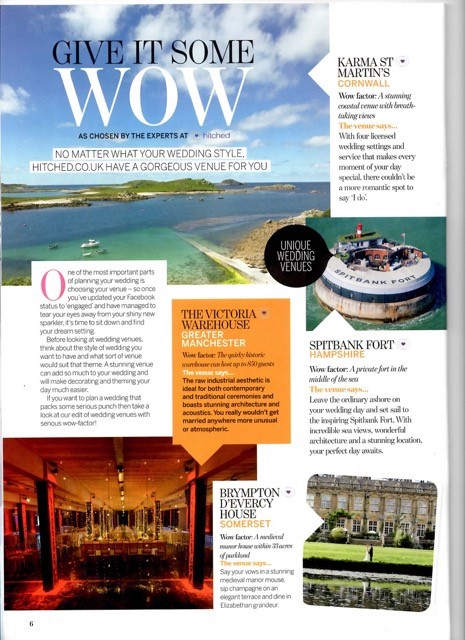 GIVE IT SOME
WOW
AS CHOSEN BY THE EXPERTS AT hitched
NO MATTER WHAT YOUR WEDDING STYLE,
HITCHED.CO.UK HAVE A GORGEOUS VENUE FOR YOU
KARMA ST
MARTIN'S
CORNWALL
Wow factor: A stunning
coastal venue with breath-
taking views
The venue says...
With four licensed
wedding settings and
service that makes every
moment of your day
special, there couldn't be
a more romantic spot to
say 'I do'.
UNIQUE
WEDDING
VENUES
SPITBANK FORT
One of the most important parts
of planning your wedding is
choosing your venue – so once
you've updated your Facebook
status to 'engaged' and have managed to
tear your eyes away from your shiny new
sparkler, it's time to sit down and find
your dream setting.
Before looking at wedding venues,
think about the style of wedding you
want to have and what sort of venue
would suit that theme. A stunning venue
can add so much to your wedding and
will make decorating and theming your
day much easier.
If you want to plan a wedding that
packs some serious punch then take a
look at our edit of wedding venues with
serious wow-factor!
THE VICTORIA
WAREHOUSE
GREATER
MANCHESTER
Wow factor: The quirky historic
warehouse can host up to 850 guests
The venue says...
The raw industrial aesthetic is
ideal for both contemporary
and traditional ceremonies and
boasts stunning architecture and
acoustics. You really wouldn't get
married anywhere more unusual
or atmospheric.
SPITBANK FORT
HAMPSHIRE
Wow factor: A private fort in the
middle of the sea
The venue says...
Leave the ordinary ashore on
your wedding day and set sail to
the inspiring Spitbank Fort. With
incredible sea views, wonderful
architecture and a stunning location,
your perfect day awaits.
BRYMPTON
D'EVERCY
HOUSE
SOMERSET
Wow factor: A medieval
manor house within 35 acres
of parkland
The venue says...
Say your vows in a stunning
medieval manor mouse,
sip champagne on an
elegant terrace and dine in
Elizabethan grandeur.
6